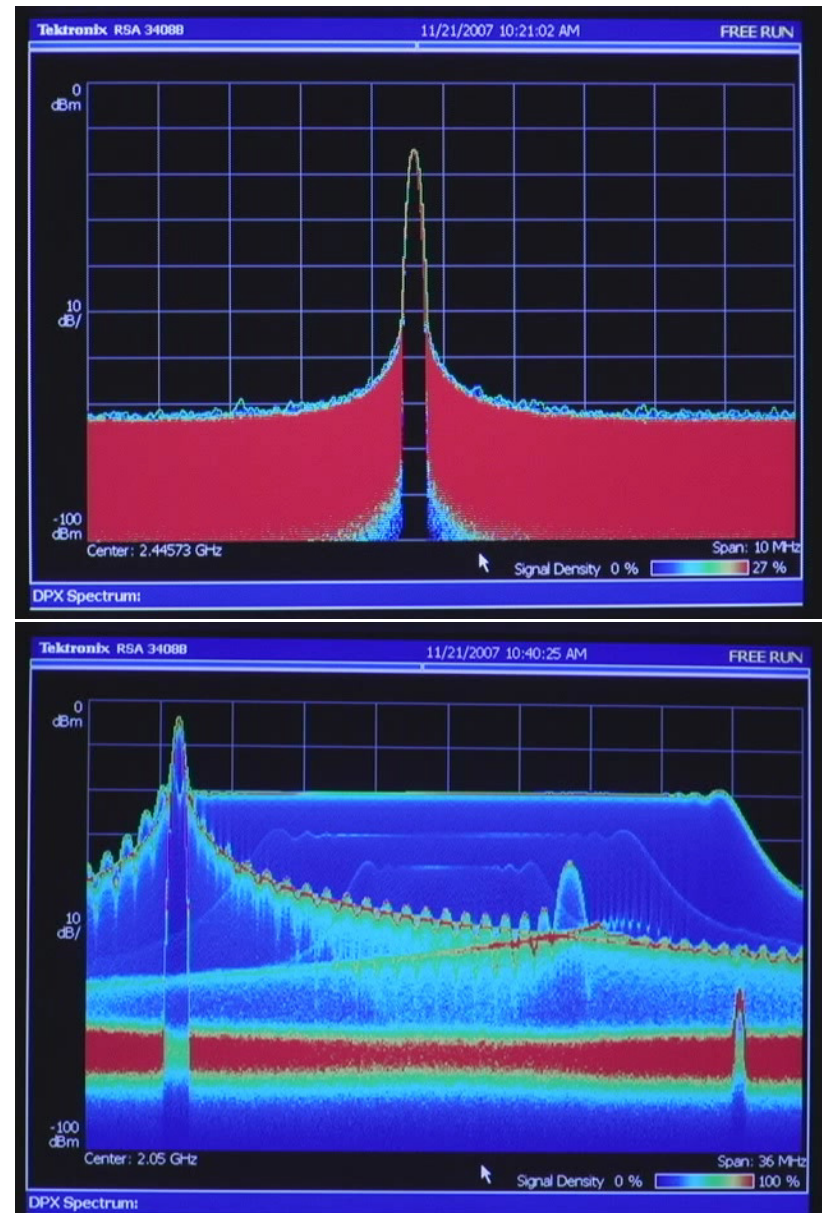 Tektronix RSA 3408B 11/21/2007 10:21:02 AM FREE RUN
0
dBm
10
dB/
-100
dBm
Center: 2.44573 GHz Span: 10 MHz
Signal Density 0 % 27 %
DPX Spectrum:
Tektronix RSA 3408B 11/21/2007 10:40:25 AM FREE RUN
0
dBm
10
dB/
-100
dBm
Center: 2.05 GHz Span: 36 MHz
Signal Density 0 % 100 %
DPX Spectrum: